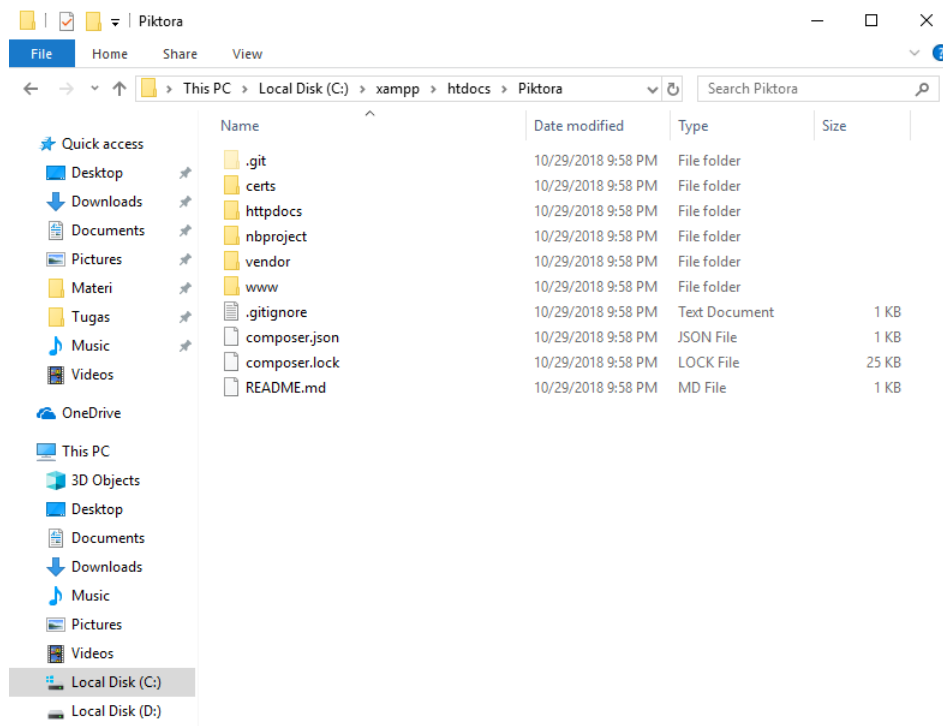 Piktora
File Home Share View
This PC Local Disk (C:) xampp htdocs Piktora Search Piktora
Name Date modified Type Size
Quick access
Desktop
Downloads
Documents
Pictures
Materi
Tugas
Music
Videos
OneDrive
This PC
3D Objects
Desktop
Documents
Downloads
Music
Pictures
Videos
Local Disk (C:)
Local Disk (D:)
.git 10/29/2018 9:58 PM File folder
certs 10/29/2018 9:58 PM File folder
httpdocs 10/29/2018 9:58 PM File folder
nbproject 10/29/2018 9:58 PM File folder
vendor 10/29/2018 9:58 PM File folder
www 10/29/2018 9:58 PM File folder
.gitignore 10/29/2018 9:58 PM Text Document 1 KB
composer.json 10/29/2018 9:58 PM JSON File 1 KB
composer.lock 10/29/2018 9:58 PM LOCK File 25 KB
README.md 10/29/2018 9:58 PM MD File 1 KB